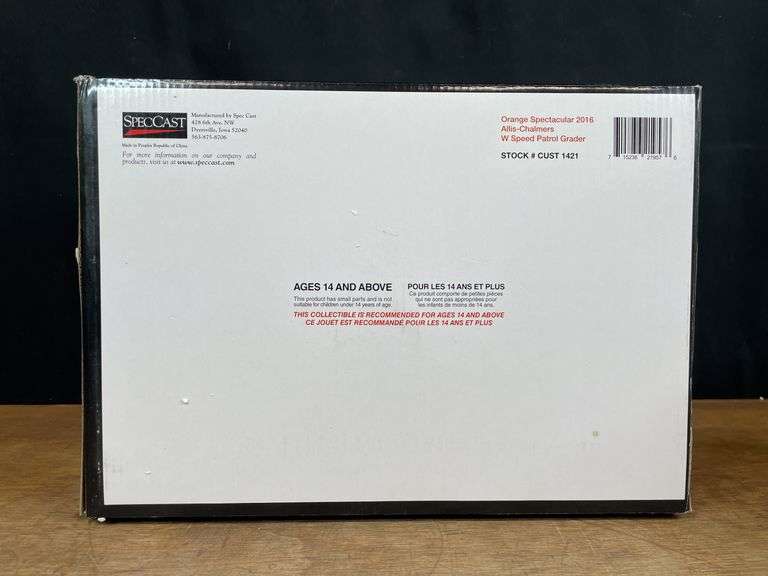 SPECCAST
Manufactured by Spec Cast
428 6th Ave. NW
Dyersville, Iowa 52040
563-875-8706
Made in Peoples Republic of China.
For more information on our company and
products, visit us at www.speccast.com
Orange Spectacular 2016
Allis-Chalmers
W Speed Patrol Grader
STOCK # CUST 1421
AGES 14 AND ABOVE
This product has small parts and is not
suitable for children under 14 years of age.
POUR LES 14 ANS ET PLUS
Ce produit comporte de petites pièces
qui ne sont pas appropriées pour
les infants de moins de 14 ans.
THIS COLLECTIBLE IS RECOMMENDED FOR AGES 14 AND ABOVE
CE JOUET EST RECOMMANDÉ POUR LES 14 ANS ET PLUS